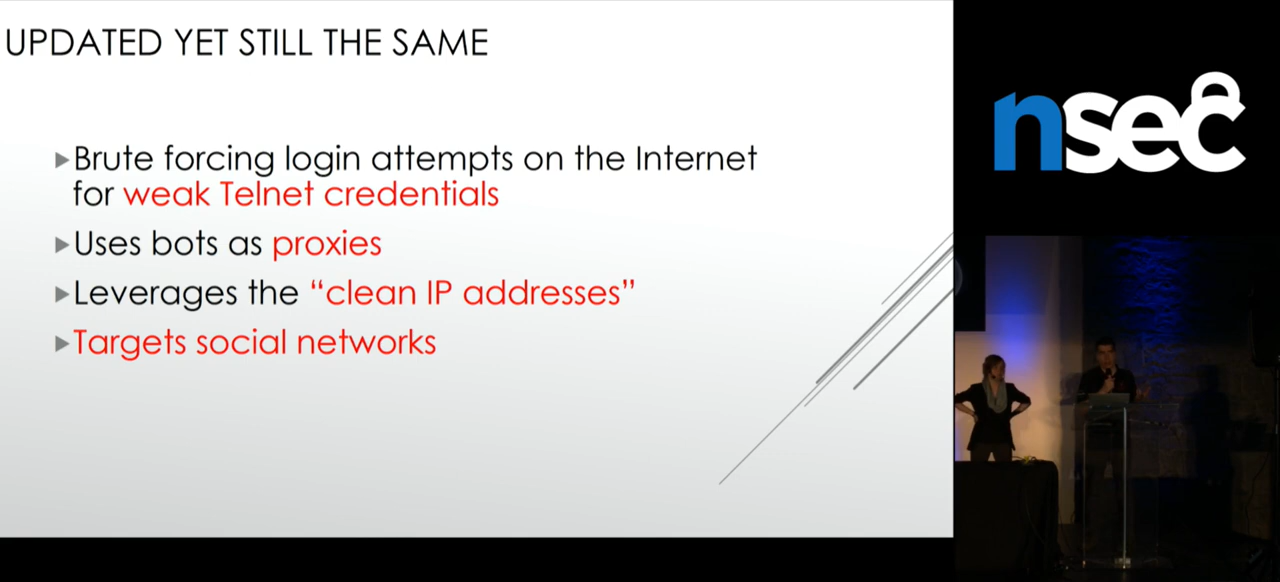 UPDATED YET STILL THE SAME
▸Brute forcing login attempts on the Internet
for weak Telnet credentials
▸Uses bots as proxies
▸Leverages the “clean IP addresses”
▸Targets social networks
nsec